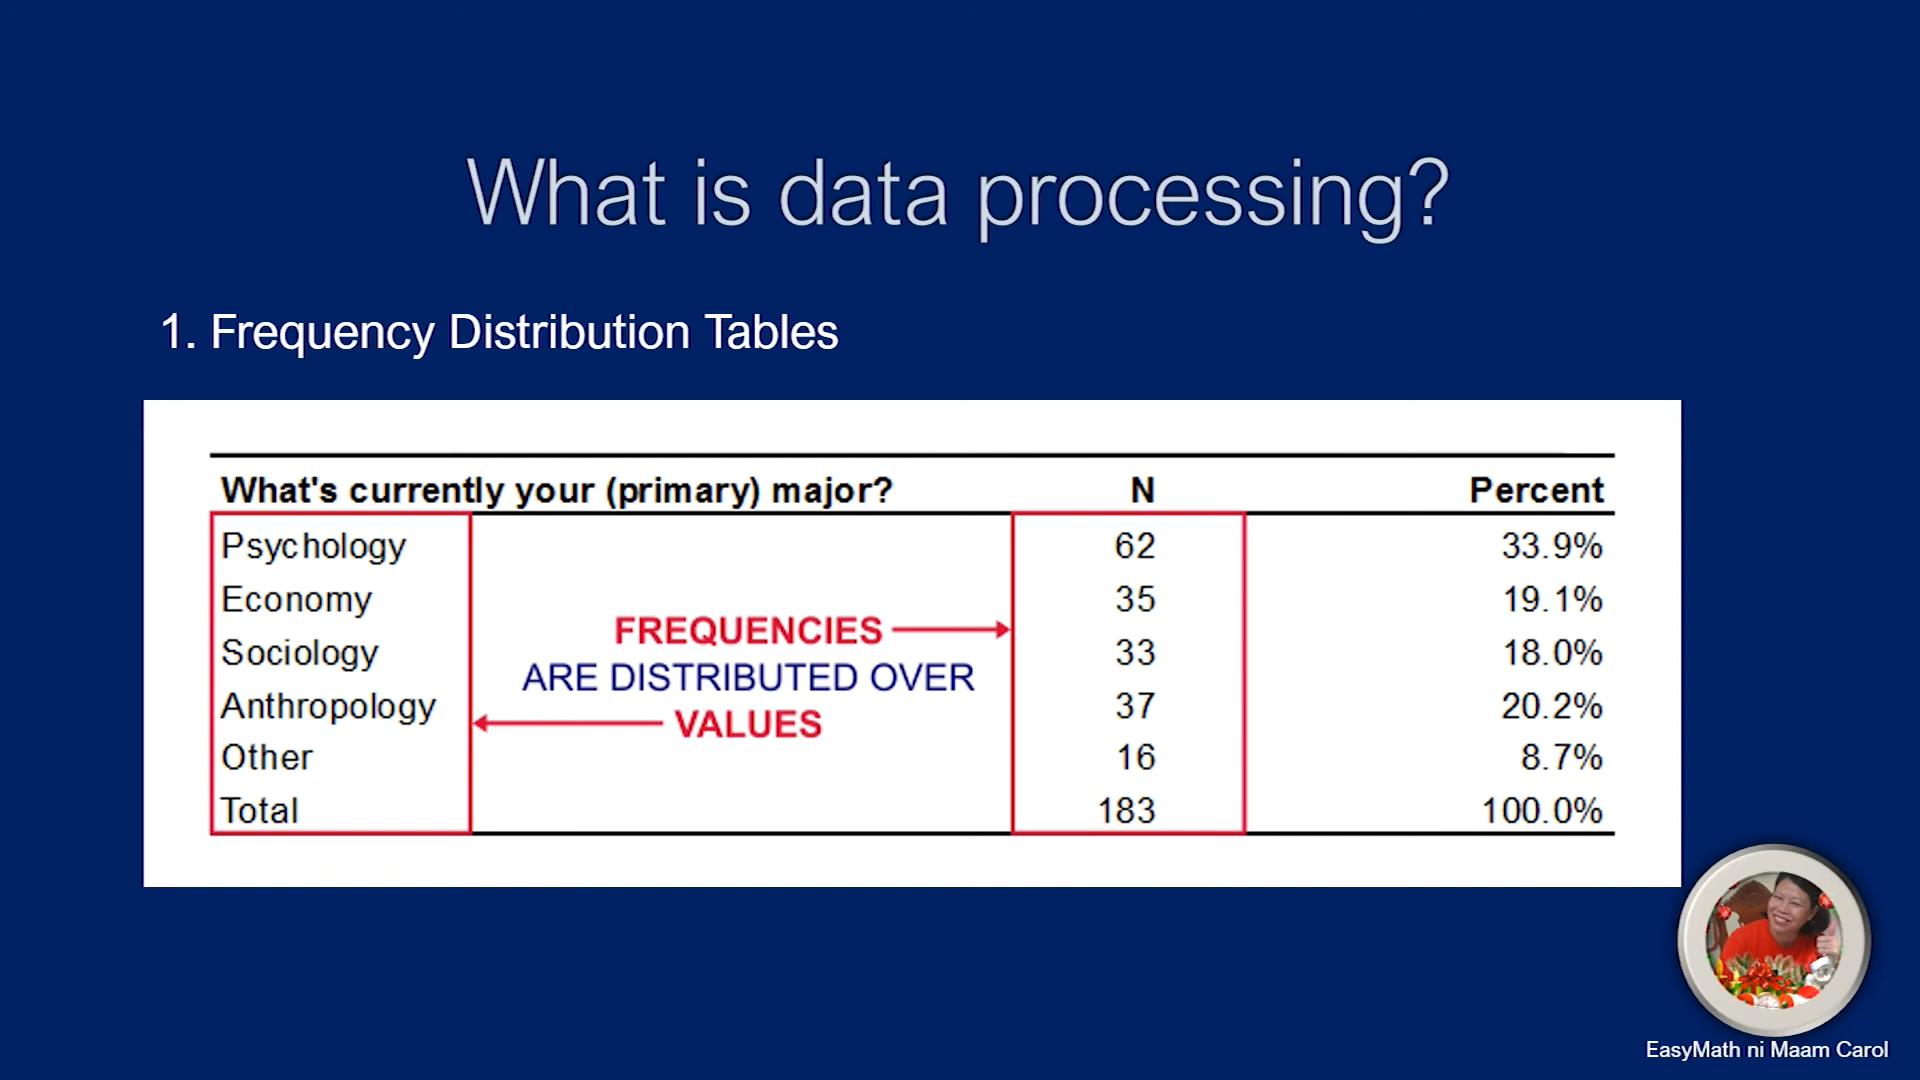 What is data processing?
1. Frequency Distribution Tables
What's currently your (primary) major? N Percent
Psychology 62 33.9%
Economy 35 19.1%
FREQUENCIES
Sociology 33 18.0%
ARE DISTRIBUTED OVER
Anthropology 37 20.2%
VALUES
Other 16 8.7%
Total 183 100.0%
EasyMath ni Maam Carol